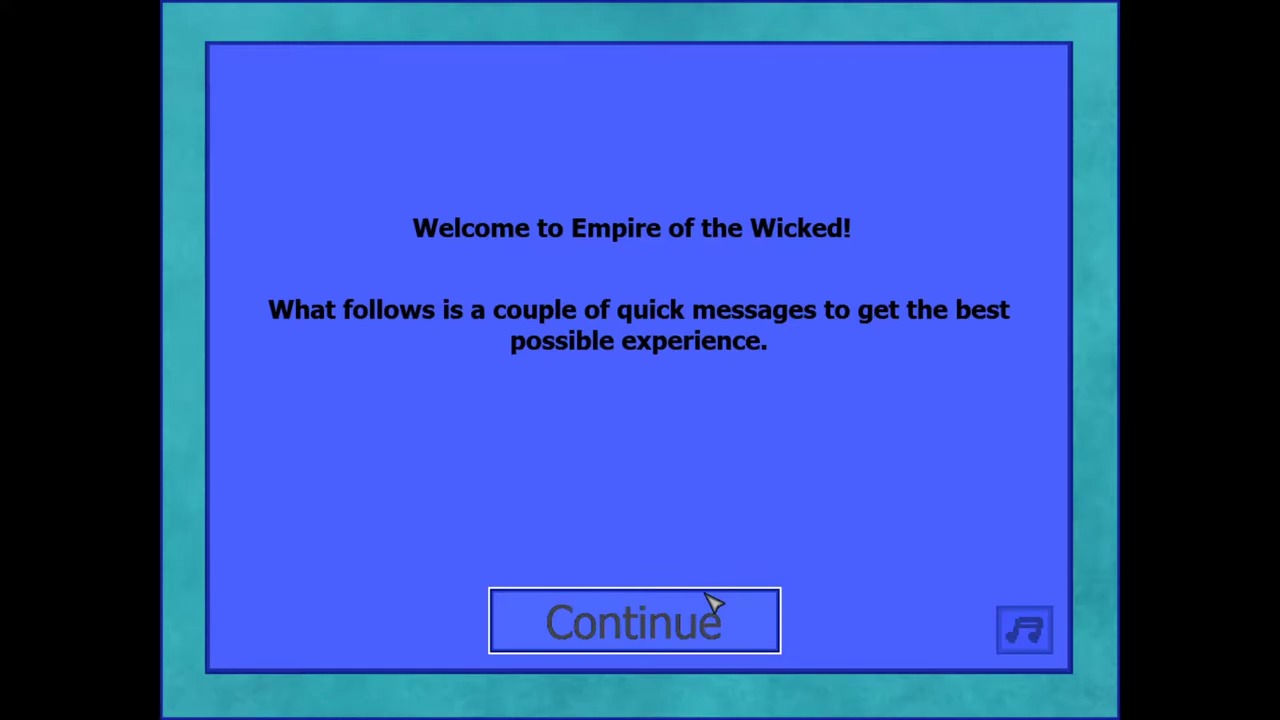 Welcome to Empire of the Wicked!
What follows is a couple of quick messages to get the best
possible experience.
Continue